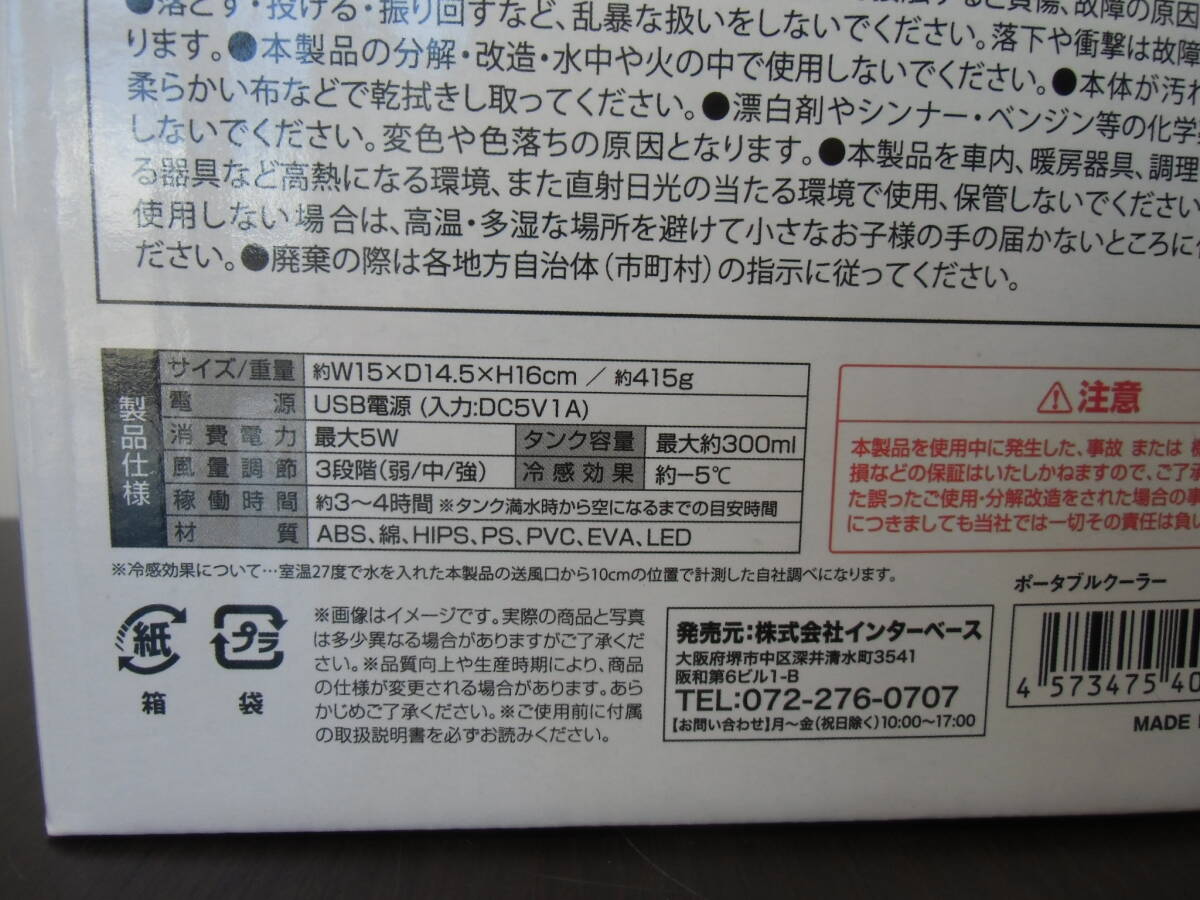 ●落とす・投げる・振り回すなど、乱暴な扱いをしないでください。落下や衝撃は故障
ります。●本製品の分解・改造・水中や火の中で使用しないでください。●本体が汚れ
柔らかい布などで乾拭きし取ってください。●漂白剤やシンナー・ベンジン等の化学
しないでください。変色や色落ちの原因となります。●本製品を車内、暖房器具、調理
る器具など高熱になる環境、また直射日光の当たる環境で使用、保管しないでください
使用しない場合は、高温・多湿な場所を避けて小さなお子様の手の届かないところに
ださい。●廃棄の際は各地方自治体（市町村）の指示に従ってください。
製品仕様
サイズ/重量 約W15×D14.5×H16cm / 約415g
電源 USB電源 (入力:DC5V1A)
消費電力 最大5W タンク容量 最大約300ml
風量調節 3段階（弱/中/強） 冷感効果 約−5℃
稼働時間 約3〜4時間 ※タンク満水時から空になるまでの目安時間
材質 ABS、綿、HIPS、PS、PVC、EVA、LED
※冷感効果について…室温27度で水を入れた本製品の送風口から10cmの位置で計測した自社調べになります。
注意
本製品を使用中に発生した、事故 または
損などの保証はいたしかねますので、ご了承
た誤ったご使用・分解改造をされた場合の事
につきましても当社では一切その責任は負い
紙
箱
プラ
袋
※画像はイメージです。実際の商品と写真
は多少異なる場合がありますがご了承くだ
さい。※品質向上や生産時期により、商品
の仕様が変更される場合があります。あら
かじめご了承ください。※ご使用前に付属
の取扱説明書を必ずお読みください。
発売元：株式会社インターベース
大阪府堺市中区深井清水町3541
阪和第6ビル1-B
TEL:072-276-0707
【お問い合わせ】月〜金（祝日除く）10:00〜17:00
ポータブルクーラー
4 573475 40
MADE